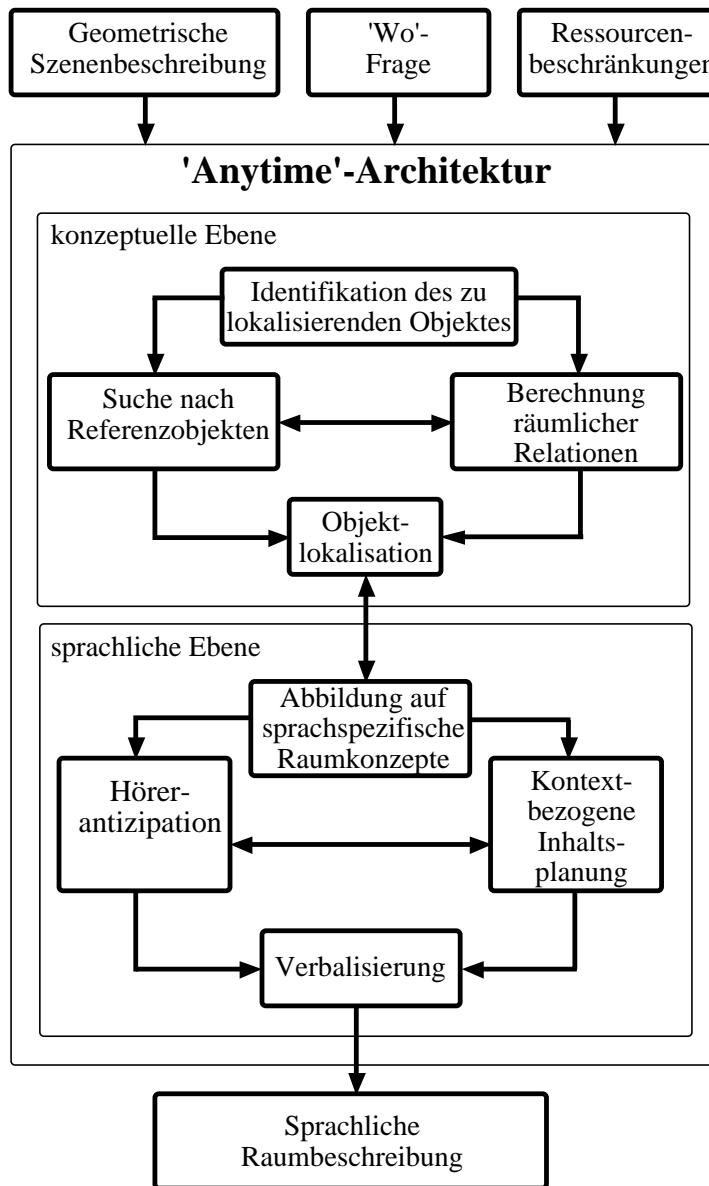 Geometrische
Szenenbeschreibung
'Wo'-
Frage
Ressourcen-
beschränkungen
'Anytime'-Architektur
konzeptuelle Ebene
Identifikation des zu
lokalisierenden Objektes
Suche nach
Referenzobjekten
Berechnung
räumlicher
Relationen
Objekt-
lokalisation
sprachliche Ebene
Abbildung auf
sprachspezifische
Raumkonzepte
Hörer-
antizipation
Kontext-
bezogene
Inhalts-
planung
Verbalisierung
Sprachliche
Raumbeschreibung